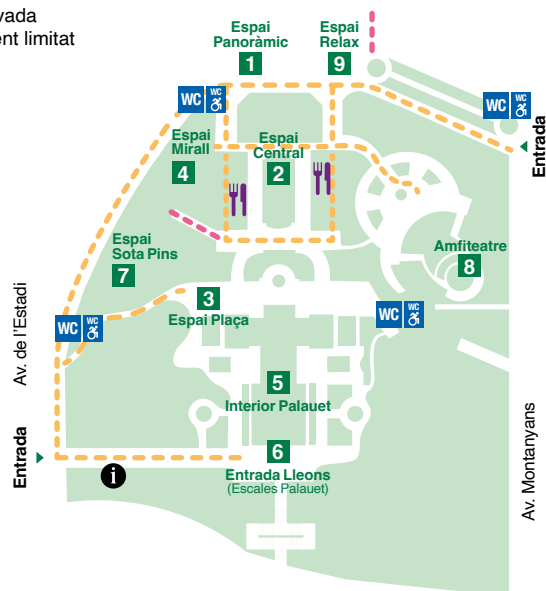 vada
ent limitat
Espai
Panoràmic
1
Espai
Relax
9
WC
WC
WC
WC
Entrada
Espai
Mirall
4
Espai
Central
2
Espai
Sota Pins
7
Amfiteatre
8
3
Espai Plaça
WC
WC
WC
WC
Av. de l'Estadi
5
Interior Palauet
Entrada
6
Entrada Lleons
(Escales Palauet)
i
Av. Montanyans